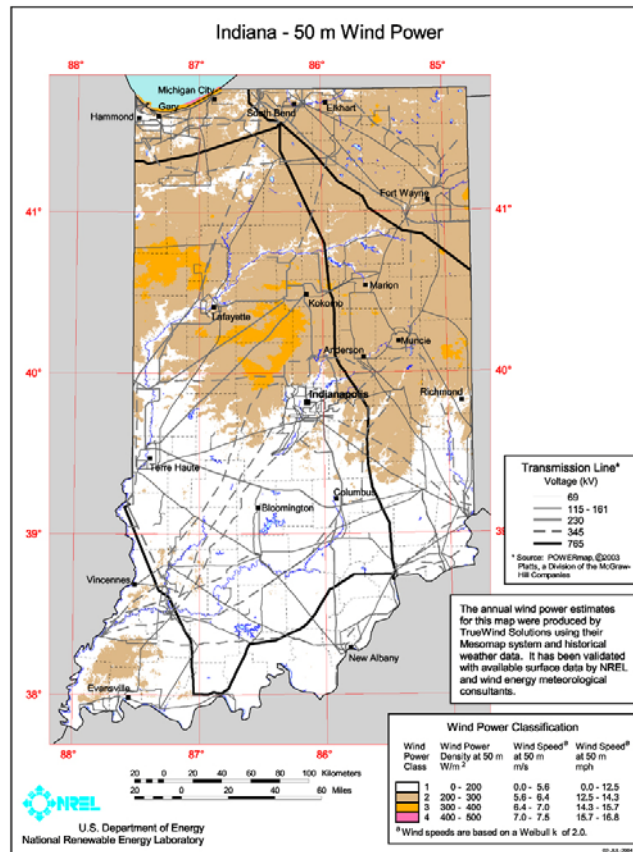 Indiana - 50 m Wind Power
88° 87° 86° 85°
Michigan City
Gary
Hammond
South Bend
Elkhart
Fort Wayne
41° 41°
Marion
Kokomo
Lafayette
Muncie
Anderson
40° 40°
Richmond
Indianapolis
Terre Haute
Columbus
Bloomington
39° 39°
Vincennes
New Albany
Evansville
38° 38°
88° 87° 86° 85°
Transmission Line*
Voltage (kV)
69
115 - 161
230
345
765
* Source: POWERmap, ©2003
Platts, a Division of the McGraw-
Hill Companies
The annual wind power estimates
for this map were produced by
TrueWind Solutions using their
Mesomap system and historical
weather data. It has been validated
with available surface data by NREL
and wind energy meteorological
consultants.
Wind Power Classification
Wind Wind Power Wind Speed a Wind Speed a
Power Density at 50 m at 50 m at 50 m
Class W/m 2 m/s mph
1 0 - 200 0.0 - 5.6 0.0 - 12.5
2 200 - 300 5.6 - 6.4 12.5 - 14.3
3 300 - 400 6.4 - 7.0 14.3 - 15.7
4 400 - 500 7.0 - 7.5 15.7 - 16.8
a Wind speeds are based on a Weibull k of 2.0.
20 0 20 40 60 80 100 Kilometers
20 0 20 40 60 Miles
NREL
U.S. Department of Energy
National Renewable Energy Laboratory